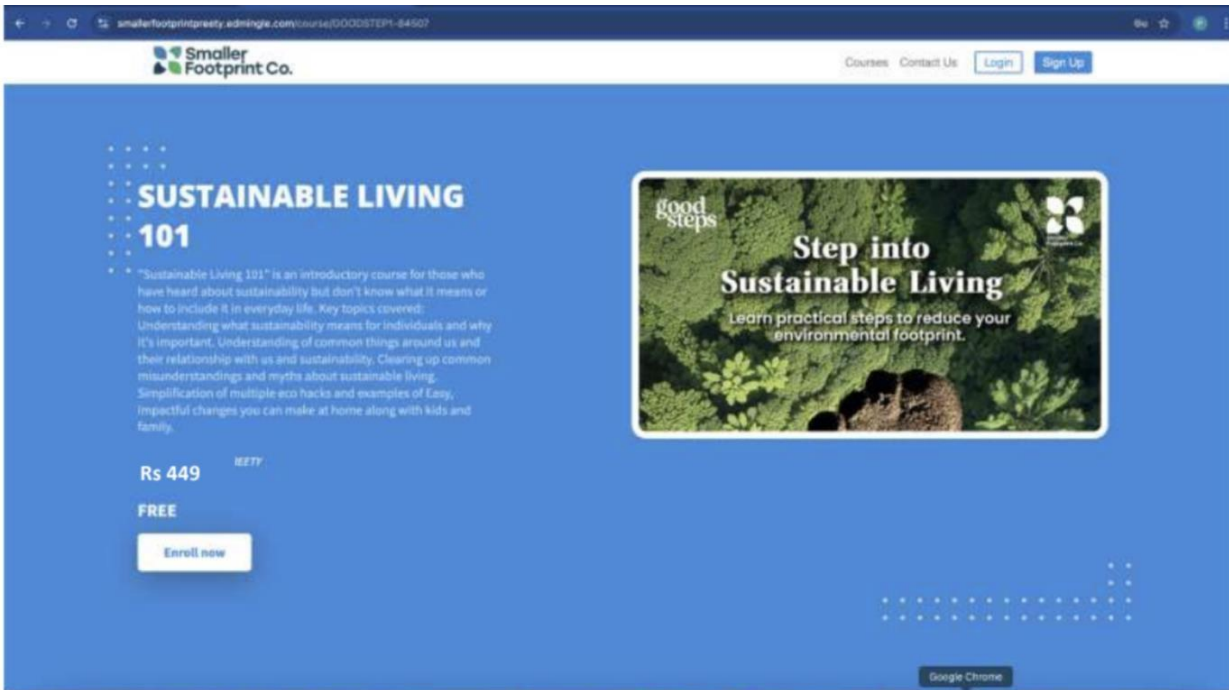 smallerfootprintpreety.edmingle.com/course/GOODSTEP1-84507
Smaller
Footprint Co.
Courses Contact Us Login Sign Up
SUSTAINABLE LIVING
101
"Sustainable Living 101" is an introductory course for those who
have heard about sustainability but don't know what it means or
how to include it in everyday life. Key topics covered:
Understanding what sustainability means for individuals and why
it's important. Understanding of common things around us and
their relationship with us and sustainability. Clearing up common
misunderstandings and myths about sustainable living.
Simplification of multiple eco hacks and examples of Easy,
Impactful changes you can make at home along with kids and
family.
good
steps
Step into
Sustainable Living
Learn practical steps to reduce your
environmental footprint.
Rs 449
IEETY
FREE
Enroll now
Google Chrome